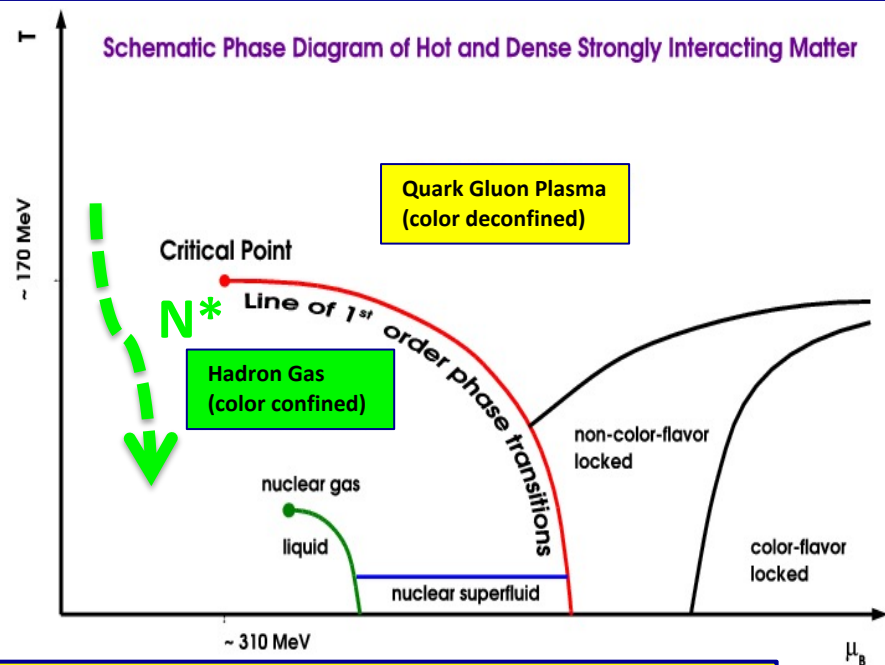 T
Schematic Phase Diagram of Hot and Dense Strongly Interacting Matter
Quark Gluon Plasma
(color deconfined)
~ 170 MeV
Critical Point
N*
Line of 1st order phase transitions
Hadron Gas
(color confined)
non-color-flavor
locked
nuclear gas
liquid
color-flavor
locked
nuclear superfluid
~ 310 MeV
μB